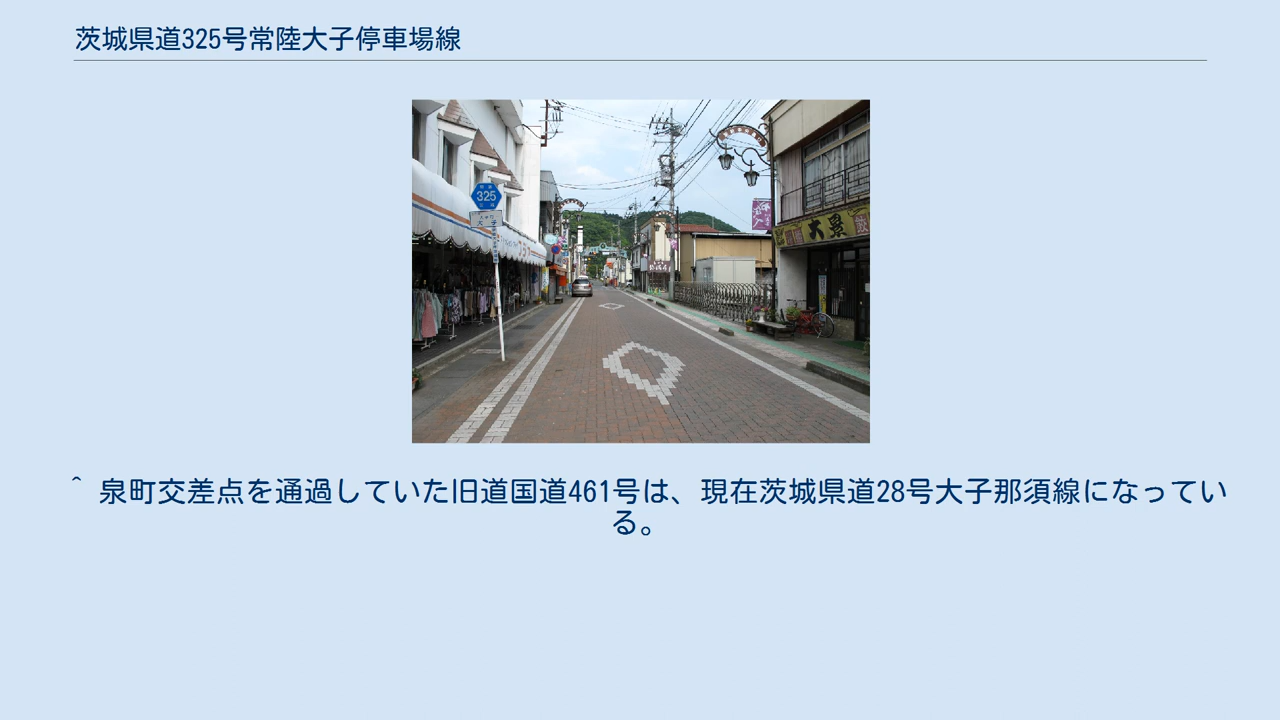 茨城県道325号常陸大子停車場線
325
大景
^ 泉町交差点を通過していた旧道国道461号は、現在茨城県道28号大子那須線になってい
る。